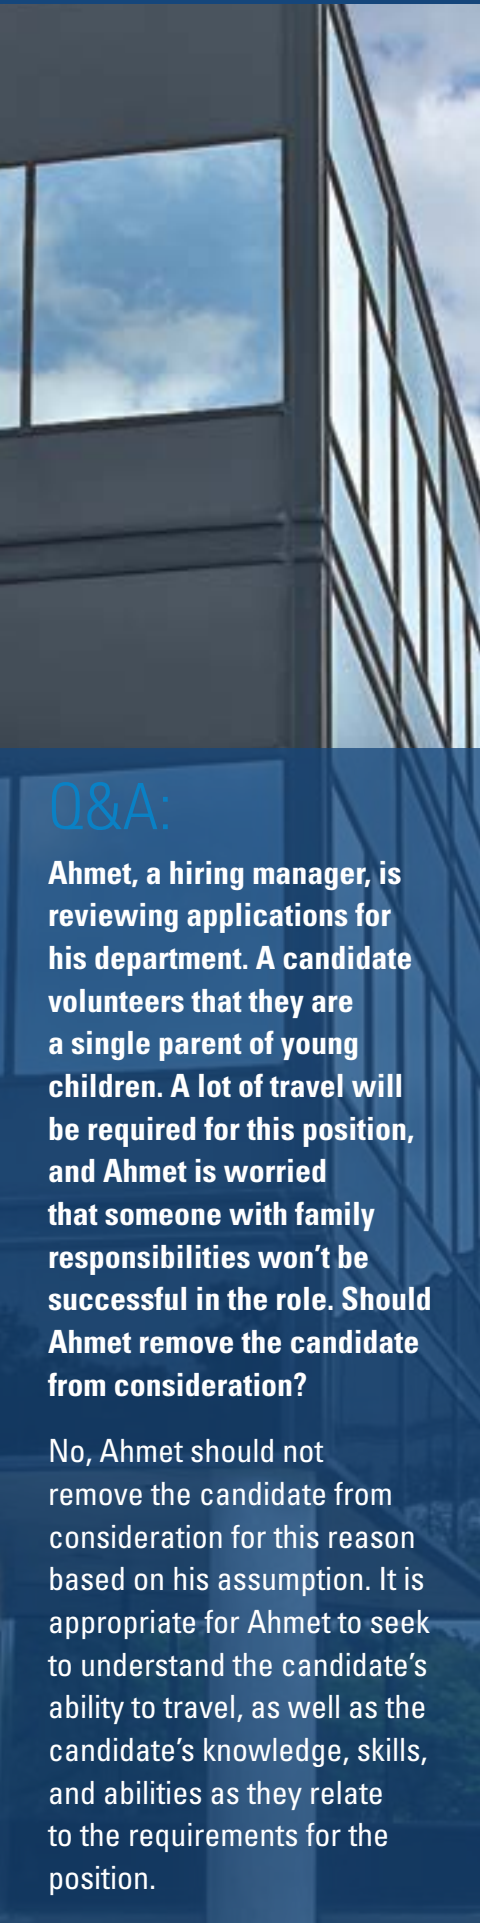 Q&A:
Ahmet, a hiring manager, is
reviewing applications for
his department. A candidate
volunteers that they are
a single parent of young
children. A lot of travel will
be required for this position,
and Ahmet is worried
that someone with family
responsibilities won’t be
successful in the role. Should
Ahmet remove the candidate
from consideration?
No, Ahmet should not
remove the candidate from
consideration for this reason
based on his assumption. It is
appropriate for Ahmet to seek
to understand the candidate’s
ability to travel, as well as the
candidate’s knowledge, skills,
and abilities as they relate
to the requirements for the
position.